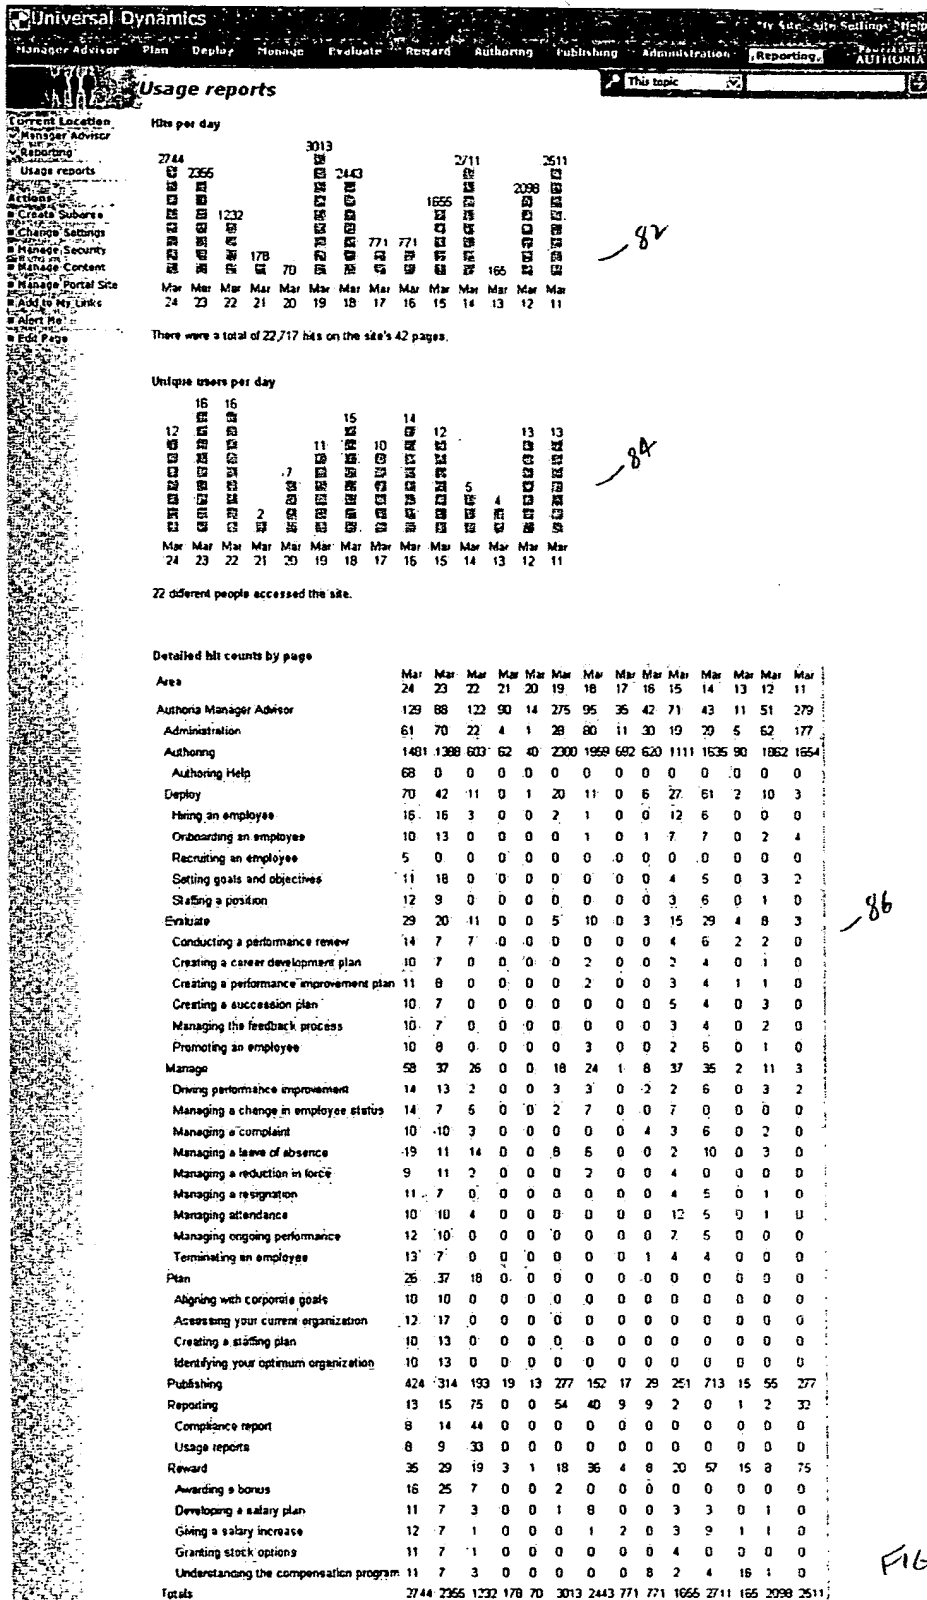 Universal Dynamics
My Site Site Settings Help
Manager Advisor Plan Deploy Manage Evaluate Reward Authoring Publishing Administration Reporting
Powered by AUTHORIA
Usage reports
This topic
Current Location
Manager Advisor
Reporting
Usage reports
Actions
Create Subarea
Change Settings
Manage Security
Manage Content
Manage Portal Site
Add to My Links
Alert Me
Edit Page
Hits per day
2744 2355 1232 178 70 3013 2443 771 771 1655 2711 165 2098 2511
Mar Mar Mar Mar Mar Mar Mar Mar Mar Mar Mar Mar Mar Mar
24 23 22 21 20 19 18 17 16 15 14 13 12 11
82
There were a total of 22,717 hits on the site's 42 pages.
Unique users per day
12 16 16 2 7 11 15 10 14 12 5 4 13 13
Mar Mar Mar Mar Mar Mar Mar Mar Mar Mar Mar Mar Mar Mar
24 23 22 21 20 19 18 17 16 15 14 13 12 11
84
22 different people accessed the site.
Detailed hit counts by page
Area Mar 24 Mar 23 Mar 22 Mar 21 Mar 20 Mar 19 Mar 18 Mar 17 Mar 16 Mar 15 Mar 14 Mar 13 Mar 12 Mar 11
Authoria Manager Advisor 129 88 122 90 14 275 95 35 42 71 43 11 51 279
Administration 61 70 22 4 1 28 80 11 30 19 29 5 62 177
Authoring 1481 1388 603 62 40 2300 1959 692 620 1111 1635 90 1862 1654
Authoring Help 68 0 0 0 0 0 0 0 0 0 0 0 0 0
Deploy 70 42 11 0 1 20 11 0 6 27 61 2 10 3
Hiring an employee 16 16 3 0 0 2 1 0 0 12 6 0 0 0
Onboarding an employee 10 13 0 0 0 0 1 0 1 7 7 0 2 4
Recruiting an employee 5 0 0 0 0 0 0 0 0 0 0 0 0 0
Setting goals and objectives 11 18 0 0 0 0 0 0 0 4 5 0 3 2
Staffing a position 12 9 0 0 0 0 0 0 0 3 6 0 1 0
Evaluate 29 20 11 0 0 5 10 0 3 15 29 4 8 3
Conducting a performance review 14 7 7 0 0 0 0 0 0 4 6 2 2 0
Creating a career development plan 10 7 0 0 0 0 2 0 0 2 4 0 1 0
Creating a performance improvement plan 11 8 0 0 0 0 2 0 0 3 4 1 1 0
Creating a succession plan 10 7 0 0 0 0 0 0 0 5 4 0 3 0
Managing the feedback process 10 7 0 0 0 0 0 0 0 3 4 0 2 0
Promoting an employee 10 8 0 0 0 0 3 0 0 2 6 0 1 0
Manage 58 37 26 0 0 18 24 1 8 37 35 2 11 3
Driving performance improvement 14 13 2 0 0 3 3 0 2 2 6 0 3 2
Managing a change in employee status 14 7 5 0 0 2 7 0 0 7 0 0 0 0
Managing a complaint 10 10 3 0 0 0 0 0 4 3 6 0 2 0
Managing a leave of absence 19 11 14 0 0 8 6 0 0 2 10 0 3 0
Managing a reduction in force 9 11 2 0 0 0 2 0 0 4 0 0 0 0
Managing a resignation 11 7 0 0 0 0 0 0 0 4 5 0 1 0
Managing attendance 10 10 4 0 0 0 0 0 0 12 5 0 1 0
Managing ongoing performance 12 10 0 0 0 0 0 0 0 7 5 0 0 0
Terminating an employee 13 7 0 0 0 0 0 0 1 4 4 0 0 0
Plan 26 37 18 0 0 0 0 0 0 0 0 0 0 0
Aligning with corporate goals 10 10 0 0 0 0 0 0 0 0 0 0 0 0
Assessing your current organization 12 17 0 0 0 0 0 0 0 0 0 0 0 0
Creating a staffing plan 10 13 0 0 0 0 0 0 0 0 0 0 0 0
Identifying your optimum organization 10 13 0 0 0 0 0 0 0 0 0 0 0 0
Publishing 424 314 193 19 13 277 152 17 29 251 713 15 55 277
Reporting 13 15 75 0 0 54 40 9 9 2 0 1 2 32
Compliance report 8 14 44 0 0 0 0 0 0 0 0 0 0 0
Usage reports 8 9 33 0 0 0 0 0 0 0 0 0 0 0
Reward 35 29 19 3 1 18 36 4 8 20 57 15 8 75
Awarding a bonus 16 25 7 0 0 2 0 0 0 0 0 0 0 0
Developing a salary plan 11 7 3 0 0 1 8 0 0 3 3 0 1 0
Giving a salary increase 12 7 1 0 0 0 1 2 0 3 9 1 1 0
Granting stock options 11 7 1 0 0 0 0 0 0 4 0 0 0 0
Understanding the compensation program 11 7 3 0 0 0 0 0 8 2 4 16 1 0
Totals 2744 2355 1232 178 70 3013 2443 771 771 1655 2711 165 2098 2511
86
FIG